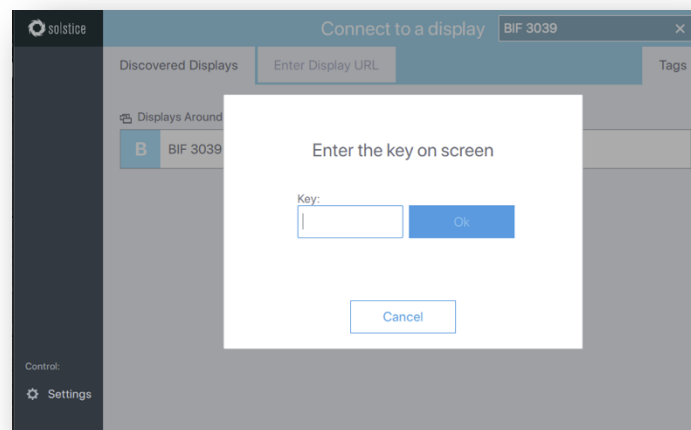 solstice
Connect to a display
BIF 3039
×
Discovered Displays
Enter Display URL
Tags
Displays Around
B
BIF 3039
Enter the key on screen
Key:
Ok
Cancel
Control:
Settings